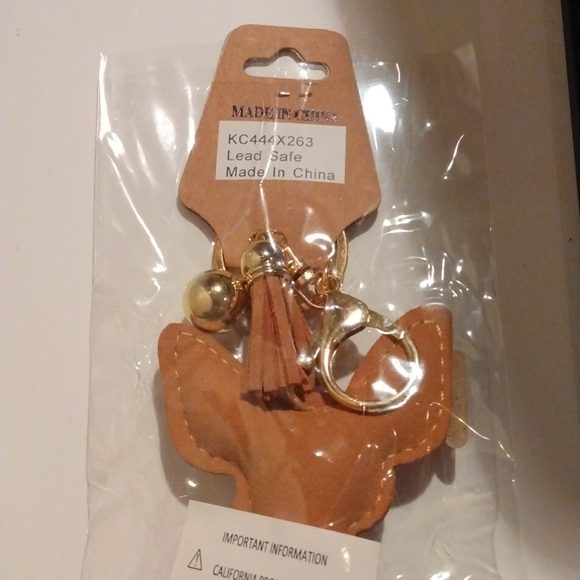 MADE IN CHINA
KC444X263
Lead Safe
Made In China
IMPORTANT INFORMATION
CALIFORNIA